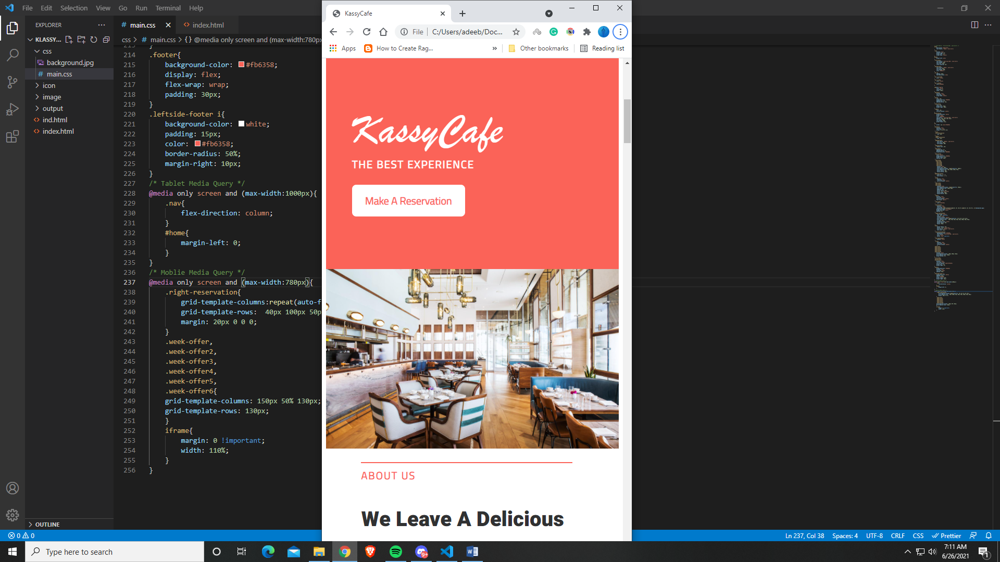 File Edit Selection View Go Run Terminal Help
EXPLORER
KLASSY...
css
background.jpg
main.css
icon
image
output
ind.html
index.html
OUTLINE
main.css
index.html
css > main.css > {} @media only screen and (max-width:780px
213 }
214 .footer{
215 background-color: #fb6358;
216 display: flex;
217 flex-wrap: wrap;
218 padding: 30px;
219 }
220 .leftside-footer i{
221 background-color: white;
222 padding: 15px;
223 color: #fb6358;
224 border-radius: 50%;
225 margin-right: 10px;
226 }
227 /* Tablet Media Query */
228 @media only screen and (max-width:1000px){
229 .nav{
230 flex-direction: column;
231 }
232 #home{
233 margin-left: 0;
234 }
235 }
236 /* Moblie Media Query */
237 @media only screen and (max-width:780px){
238 .right-reservation{
239 grid-template-columns:repeat(auto-f
240 grid-template-rows: 40px 100px 50p
241 margin: 20px 0 0 0;
242 }
243 .week-offer,
244 .week-offer2,
245 .week-offer3,
246 .week-offer4,
247 .week-offer5,
248 .week-offer6{
249 grid-template-columns: 150px 50% 130px;
250 grid-template-rows: 130px;
251 }
252 iframe{
253 margin: 0 !important;
254 width: 110%;
255 }
256 }
KassyCafe
File C:/Users/adeeb/Doc...
Apps How to Create Rag... » Other bookmarks Reading list
KassyCafe
THE BEST EXPERIENCE
Make A Reservation
ABOUT US
We Leave A Delicious
0 0
Ln 237, Col 38 Spaces: 4 UTF-8 CRLF CSS Prettier
Type here to search
9+
7:11 AM
6/26/2021
1